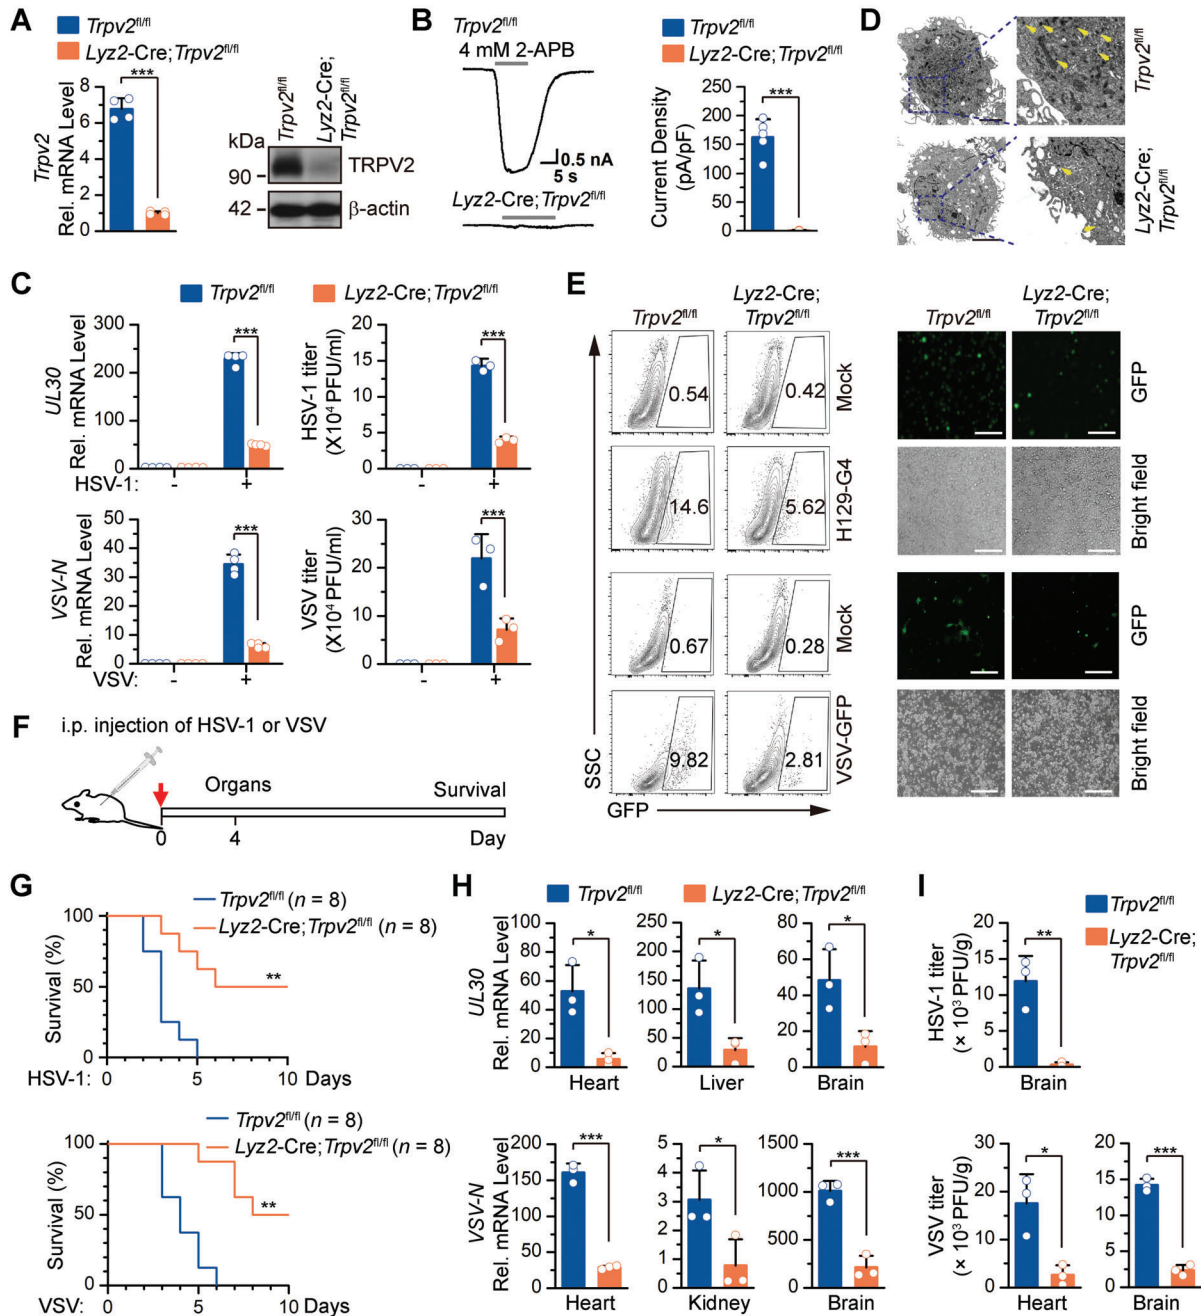 A
Trpv2fl/fl
Lyz2-Cre;Trpv2fl/fl
Trpv2
Rel. mRNA Level
8
6
4
2
0
***
kDa
Trpv2fl/fl
Lyz2-Cre;
Trpv2fl/fl
90
TRPV2
42
β-actin
B
Trpv2fl/fl
4 mM 2-APB
0.5 nA
5 s
Lyz2-Cre;Trpv2fl/fl
Trpv2fl/fl
Lyz2-Cre;Trpv2fl/fl
Current Density
(pA/pF)
250
200
150
100
50
0
***
D
Trpv2fl/fl
Lyz2-Cre;
Trpv2fl/fl
C
Trpv2fl/fl
Lyz2-Cre;Trpv2fl/fl
UL30
Rel. mRNA Level
300
200
100
0
***
HSV-1: - +
HSV-1 titer
(X10⁴ PFU/ml)
20
15
10
5
0
***
- +
VSV-N
Rel. mRNA Level
50
40
30
20
10
0
***
VSV: - +
VSV titer
(X10⁴ PFU/ml)
30
20
10
0
***
- +
E
Trpv2fl/fl
Lyz2-Cre;
Trpv2fl/fl
0.54
0.42
Mock
14.6
5.62
H129-G4
0.67
0.28
Mock
9.82
2.81
VSV-GFP
SSC
GFP
Trpv2fl/fl
Lyz2-Cre;
Trpv2fl/fl
GFP
Bright field
GFP
Bright field
F
i.p. injection of HSV-1 or VSV
Organs
Survival
0
4
Day
G
Trpv2fl/fl (n = 8)
Lyz2-Cre;Trpv2fl/fl (n = 8)
Survival (%)
100
50
0
**
HSV-1: 0 5 10 Days
Trpv2fl/fl (n = 8)
Lyz2-Cre;Trpv2fl/fl (n = 8)
Survival (%)
100
50
0
**
VSV: 0 5 10 Days
H
Trpv2fl/fl
Lyz2-Cre;Trpv2fl/fl
UL30
Rel. mRNA Level
100
80
60
40
20
0
*
Heart
250
200
150
100
50
0
*
Liver
80
60
40
20
0
*
Brain
VSV-N
Rel. mRNA Level
200
150
100
50
0
***
Heart
5
4
3
2
1
0
*
Kidney
1500
1000
500
0
***
Brain
I
Trpv2fl/fl
Lyz2-Cre;
Trpv2fl/fl
HSV-1 titer
(× 10³ PFU/g)
20
15
10
5
0
**
Brain
VSV titer
(× 10³ PFU/g)
30
20
10
0
*
Heart
20
15
10
5
0
***
Brain